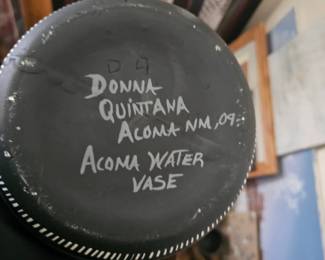 D Q
DONNA
QUINTANA
ACOMA NM, 09.
ACOMA WATER
VASE